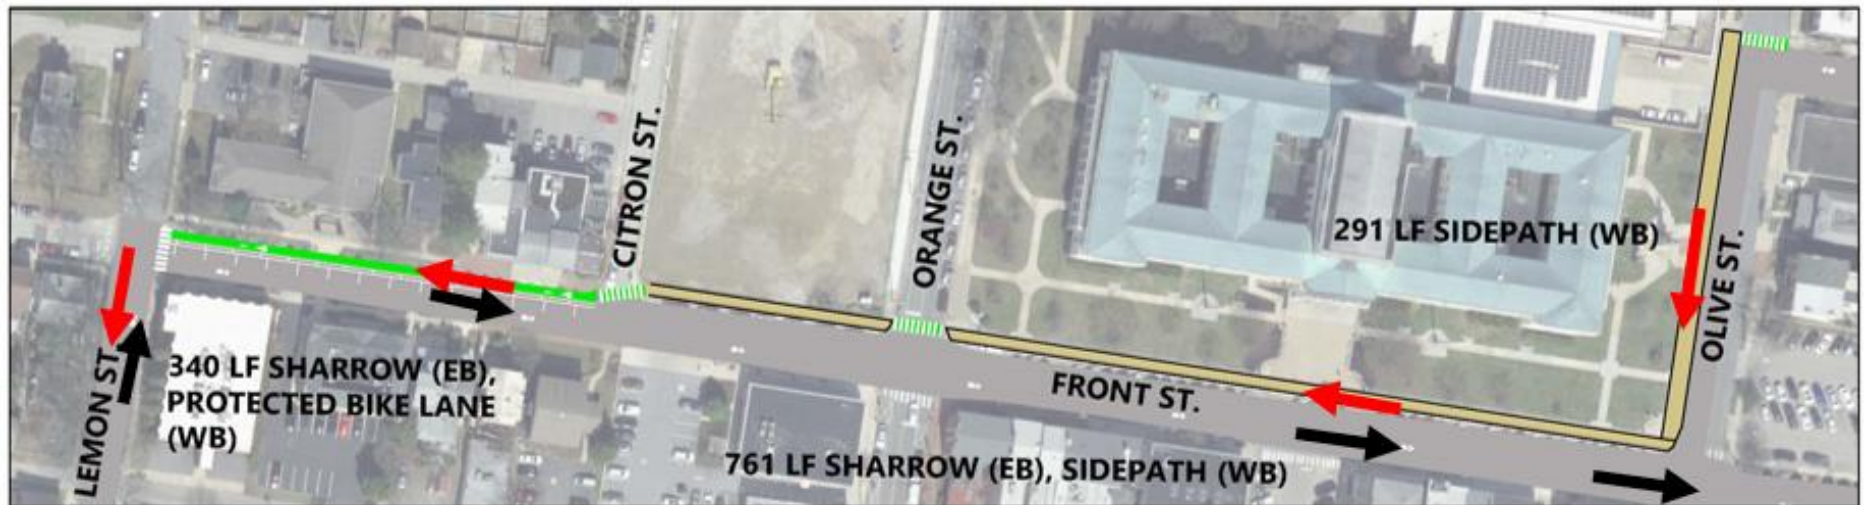 CITRON ST.
ORANGE ST.
291 LF SIDEPATH (WB)
OLIVE ST.
LEMON ST.
340 LF SHARROW (EB),
PROTECTED BIKE LANE
(WB)
FRONT ST.
761 LF SHARROW (EB), SIDEPATH (WB)